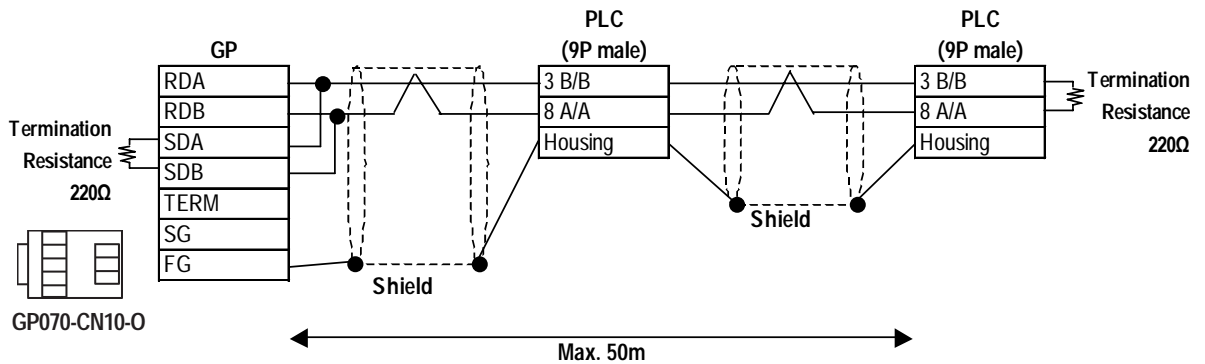 PLC
(9P male)
PLC
(9P male)
GP
RDA
RDB
SDA
SDB
TERM
SG
FG
3 B/B
8 A/A
Housing
3 B/B
8 A/A
Housing
Termination
Resistance
220Ω
Termination
Resistance
220Ω
Shield
Shield
GP070-CN10-O
Max. 50m